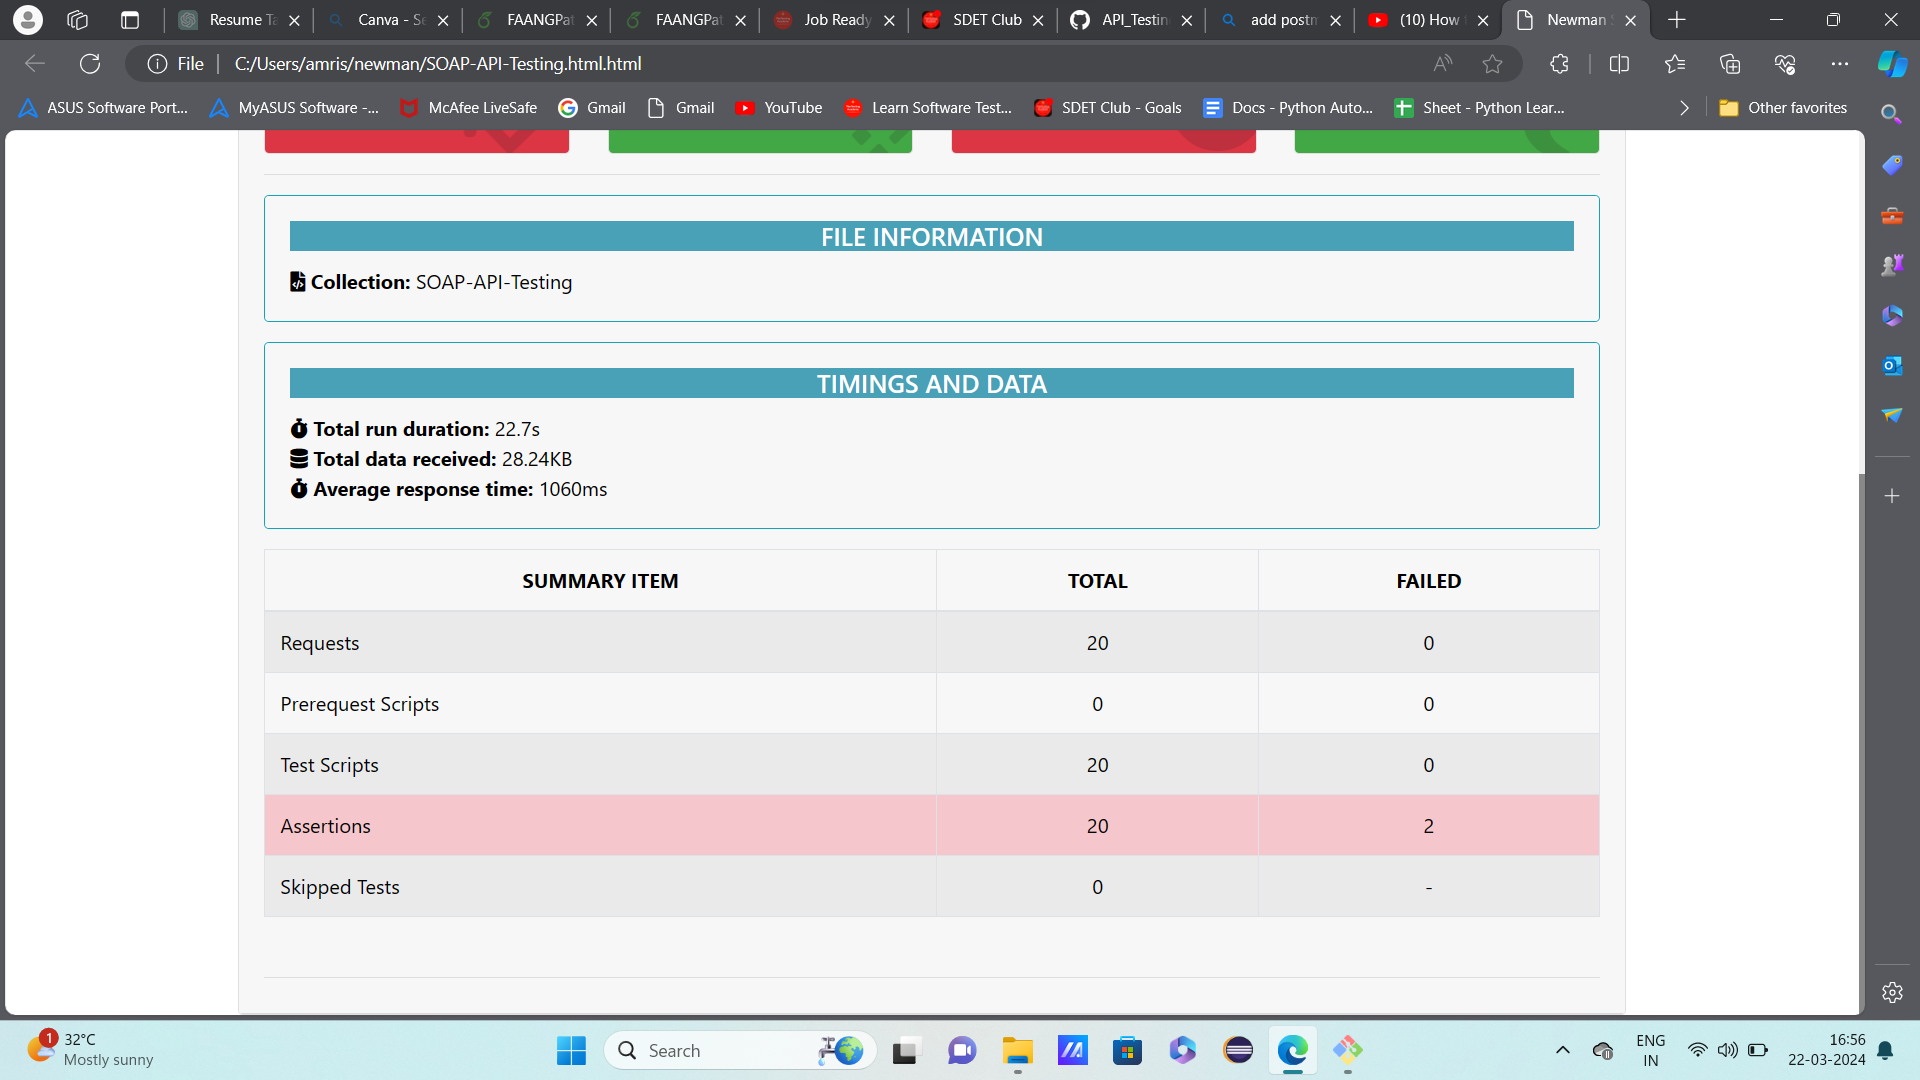 Resume Ta
Canva - Se
FAANGPat
FAANGPat
Job Ready
SDET Club
API_Testin
add postm
(10) How t
Newman S
File
C:/Users/amris/newman/SOAP-API-Testing.html.html
ASUS Software Port...
MyASUS Software -...
McAfee LiveSafe
Gmail
Gmail
YouTube
Learn Software Test...
SDET Club - Goals
Docs - Python Auto...
Sheet - Python Lear...
Other favorites
FILE INFORMATION
Collection: SOAP-API-Testing
TIMINGS AND DATA
Total run duration: 22.7s
Total data received: 28.24KB
Average response time: 1060ms
SUMMARY ITEM TOTAL FAILED
Requests 20 0
Prerequest Scripts 0 0
Test Scripts 20 0
Assertions 20 2
Skipped Tests 0 -
1
32°C
Mostly sunny
Search
ENG
IN
16:56
22-03-2024